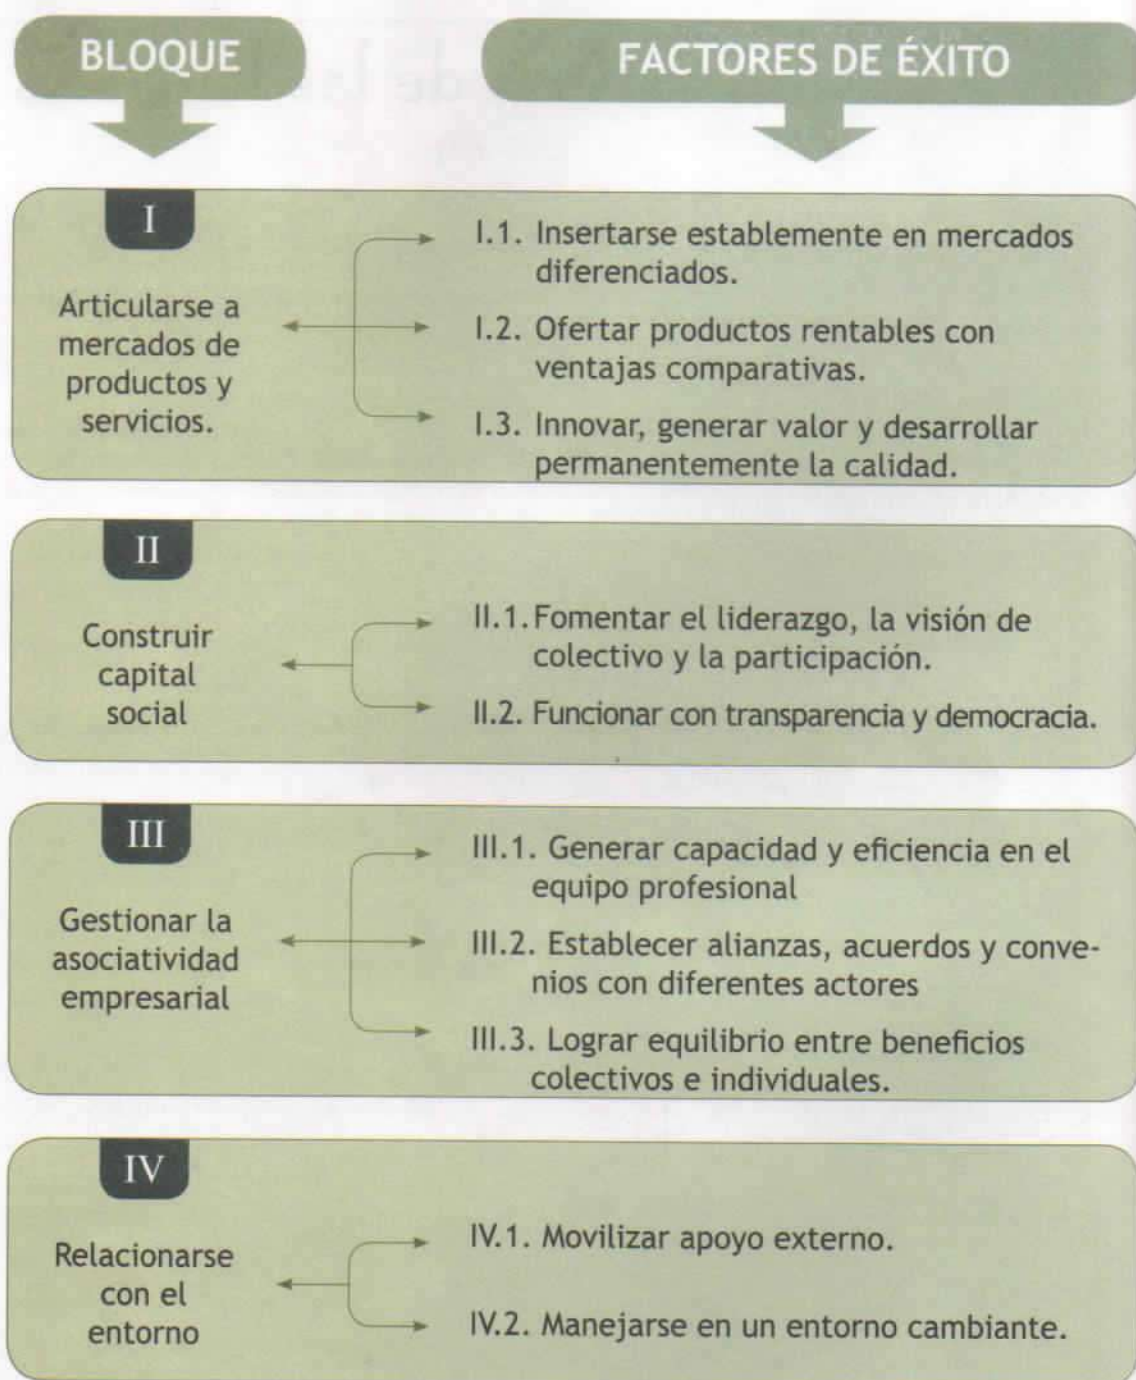 BLOQUE
FACTORES DE ÉXITO
I
Articularse a
mercados de
productos y
servicios.
I.1. Insertarse establemente en mercados
diferenciados.
I.2. Ofertar productos rentables con
ventajas comparativas.
I.3. Innovar, generar valor y desarrollar
permanentemente la calidad.
II
Construir
capital
social
II.1. Fomentar el liderazgo, la visión de
colectivo y la participación.
II.2. Funcionar con transparencia y democracia.
III
Gestionar la
asociatividad
empresarial
III.1. Generar capacidad y eficiencia en el
equipo profesional
III.2. Establecer alianzas, acuerdos y conve-
nios con diferentes actores
III.3. Lograr equilibrio entre beneficios
colectivos e individuales.
IV
Relacionarse
con el
entorno
IV.1. Movilizar apoyo externo.
IV.2. Manejarse en un entorno cambiante.